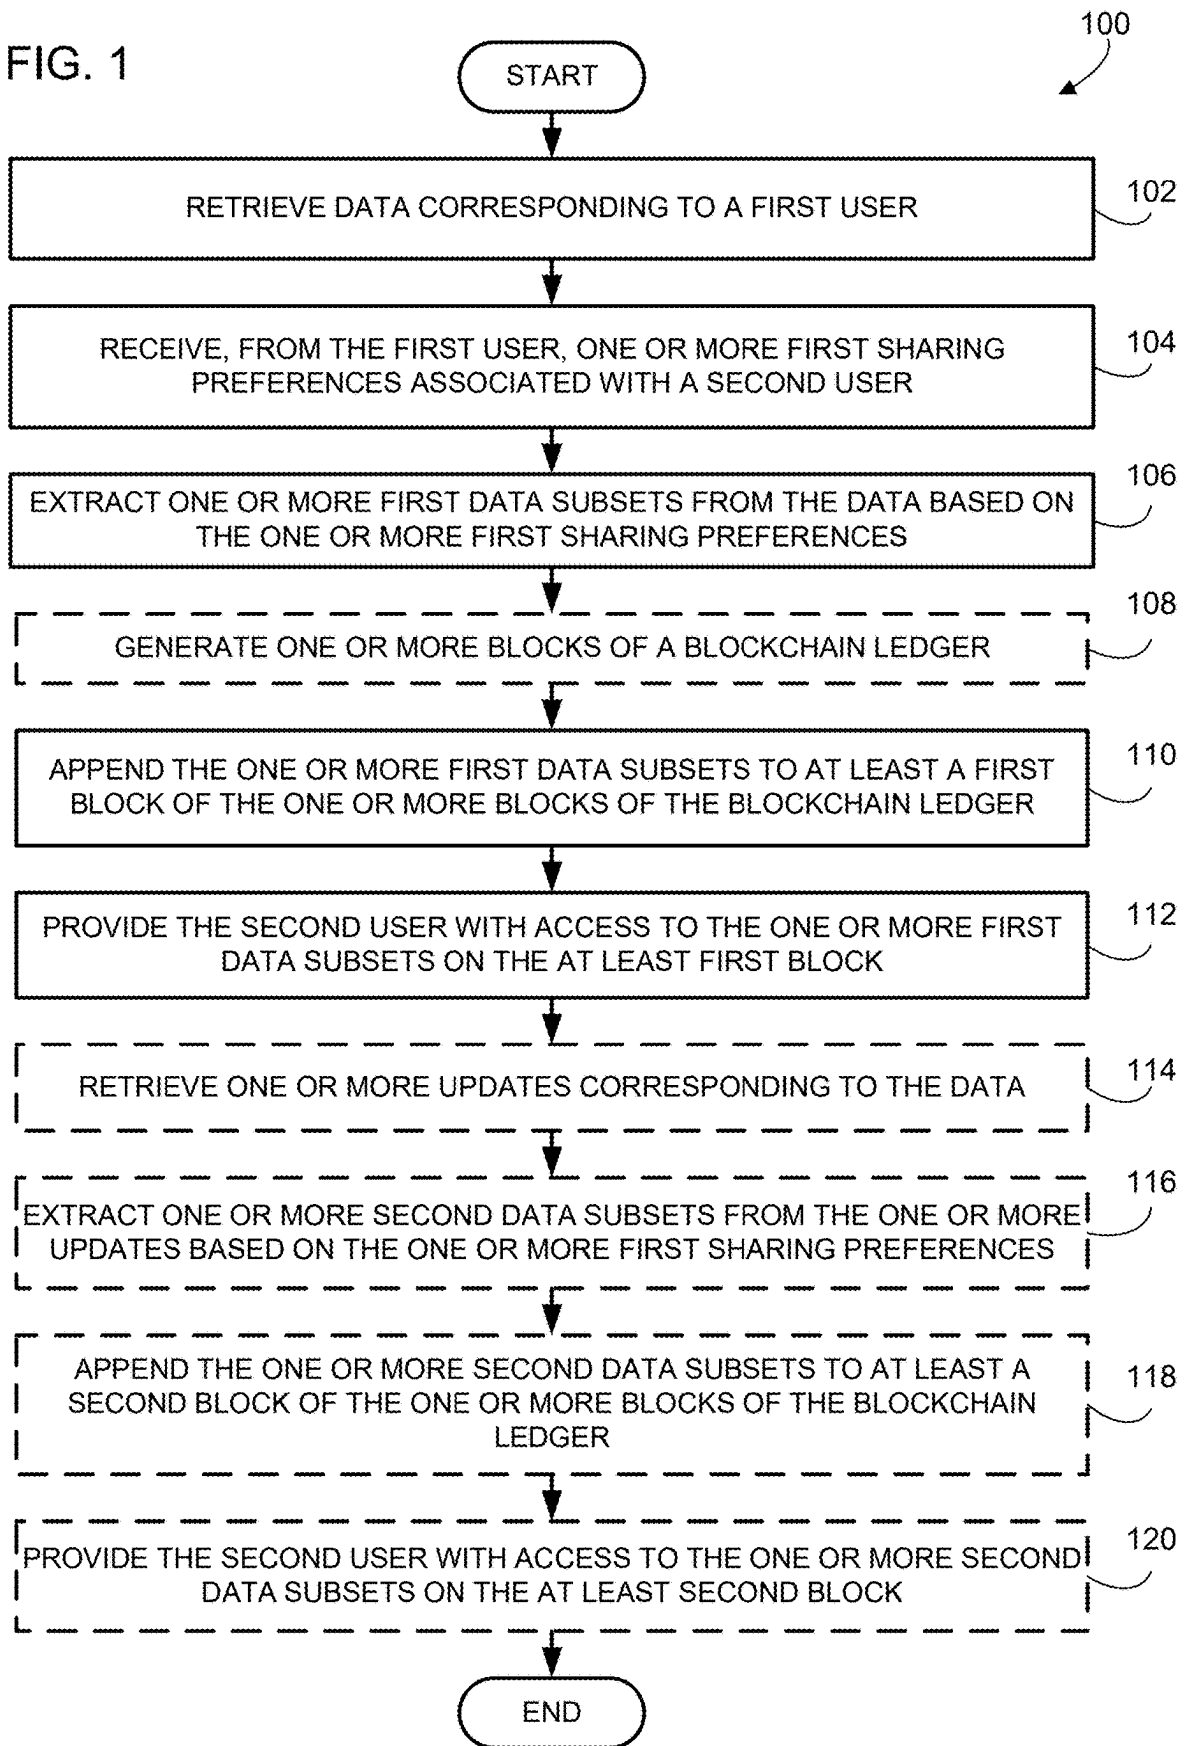 FIG. 1
100
START
RETRIEVE DATA CORRESPONDING TO A FIRST USER
102
RECEIVE, FROM THE FIRST USER, ONE OR MORE FIRST SHARING
PREFERENCES ASSOCIATED WITH A SECOND USER
104
EXTRACT ONE OR MORE FIRST DATA SUBSETS FROM THE DATA BASED ON
THE ONE OR MORE FIRST SHARING PREFERENCES
106
GENERATE ONE OR MORE BLOCKS OF A BLOCKCHAIN LEDGER
108
APPEND THE ONE OR MORE FIRST DATA SUBSETS TO AT LEAST A FIRST
BLOCK OF THE ONE OR MORE BLOCKS OF THE BLOCKCHAIN LEDGER
110
PROVIDE THE SECOND USER WITH ACCESS TO THE ONE OR MORE FIRST
DATA SUBSETS ON THE AT LEAST FIRST BLOCK
112
RETRIEVE ONE OR MORE UPDATES CORRESPONDING TO THE DATA
114
EXTRACT ONE OR MORE SECOND DATA SUBSETS FROM THE ONE OR MORE
UPDATES BASED ON THE ONE OR MORE FIRST SHARING PREFERENCES
116
APPEND THE ONE OR MORE SECOND DATA SUBSETS TO AT LEAST A
SECOND BLOCK OF THE ONE OR MORE BLOCKS OF THE BLOCKCHAIN
LEDGER
118
PROVIDE THE SECOND USER WITH ACCESS TO THE ONE OR MORE SECOND
DATA SUBSETS ON THE AT LEAST SECOND BLOCK
120
END